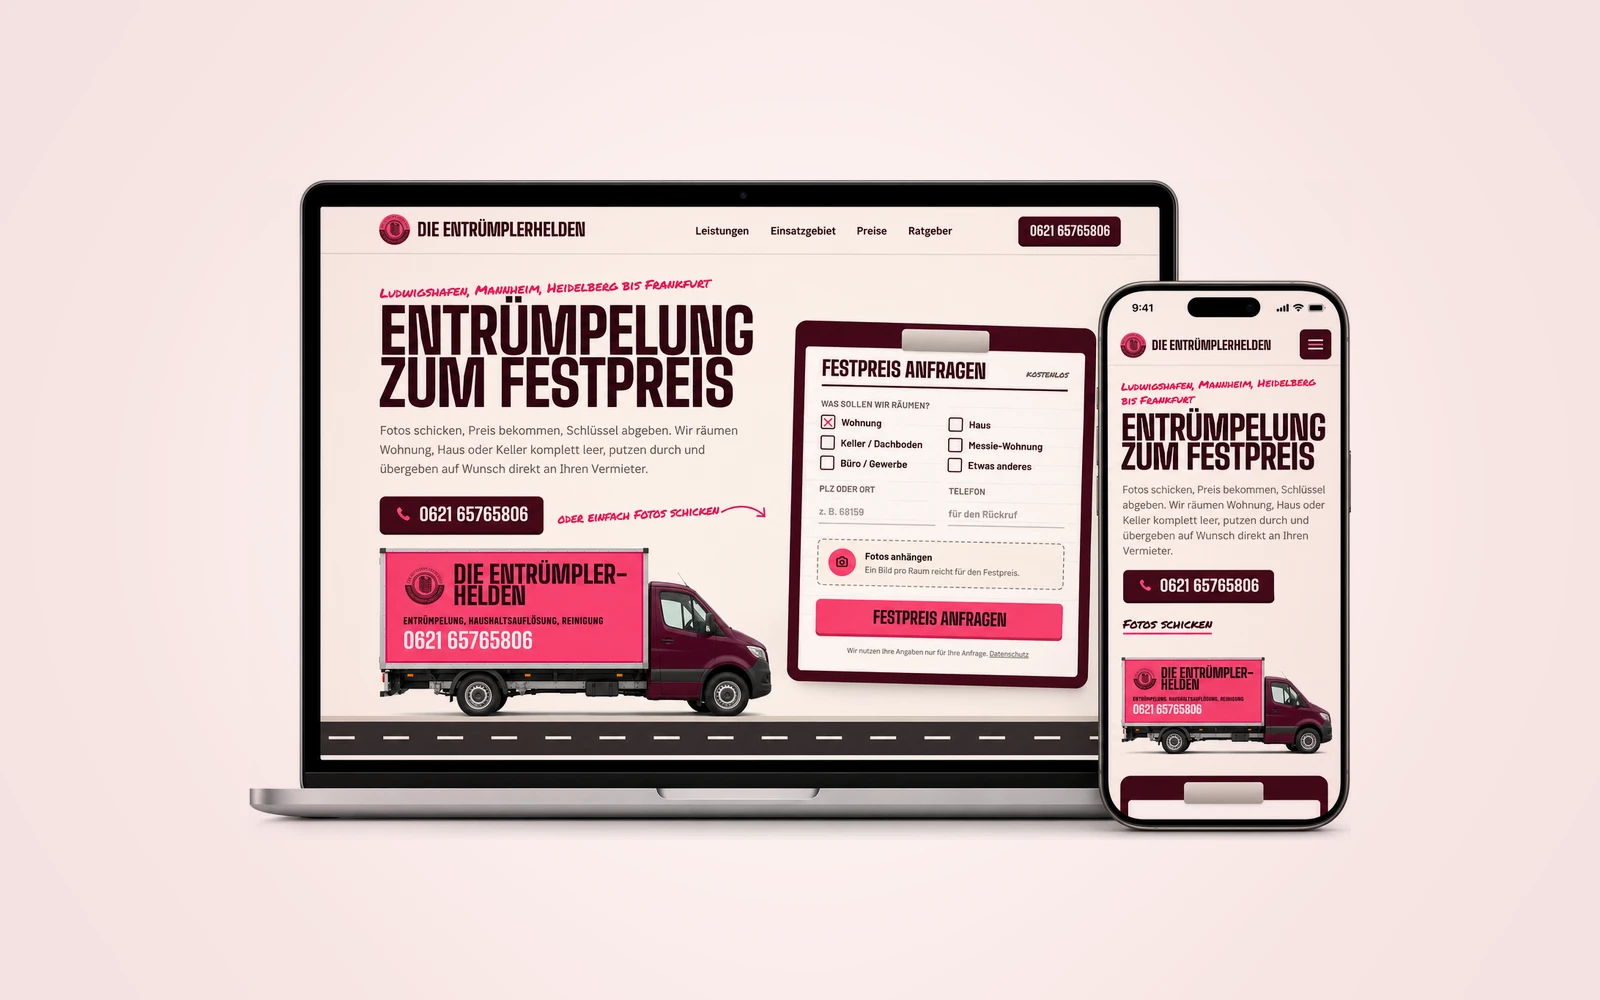 DIE ENTRÜMPLERHELDEN
Leistungen
Einsatzgebiet
Preise
Ratgeber
0621 65765806
Ludwigshafen, Mannheim, Heidelberg bis Frankfurt
ENTRÜMPELUNG
ZUM FESTPREIS
Fotos schicken, Preis bekommen, Schlüssel abgeben. Wir räumen
Wohnung, Haus oder Keller komplett leer, putzen durch und
übergeben auf Wunsch direkt an Ihren Vermieter.
0621 65765806
oder einfach Fotos schicken
DIE ENTRÜMPLER-
HELDEN
ENTRÜMPELUNG, HAUSHALTSAUFLÖSUNG, REINIGUNG
0621 65765806
FESTPREIS ANFRAGEN
KOSTENLOS
WAS SOLLEN WIR RÄUMEN?
Wohnung
Haus
Keller / Dachboden
Messie-Wohnung
Büro / Gewerbe
Etwas anderes
PLZ ODER ORT
TELEFON
z. B. 68159
für den Rückruf
Fotos anhängen
Ein Bild pro Raum reicht für den Festpreis.
FESTPREIS ANFRAGEN
Wir nutzen Ihre Angaben nur für Ihre Anfrage. Datenschutz
9:41
DIE ENTRÜMPLERHELDEN
Ludwigshafen, Mannheim, Heidelberg
bis Frankfurt
ENTRÜMPELUNG
ZUM FESTPREIS
Fotos schicken, Preis bekommen, Schlüssel
abgeben. Wir räumen Wohnung, Haus oder
Keller komplett leer, putzen durch und
übergeben auf Wunsch direkt an Ihren
Vermieter.
0621 65765806
Fotos schicken
DIE ENTRÜMPLER-
HELDEN
ENTRÜMPELUNG, HAUSHALTSAUFLÖSUNG, REINIGUNG
0621 65765806